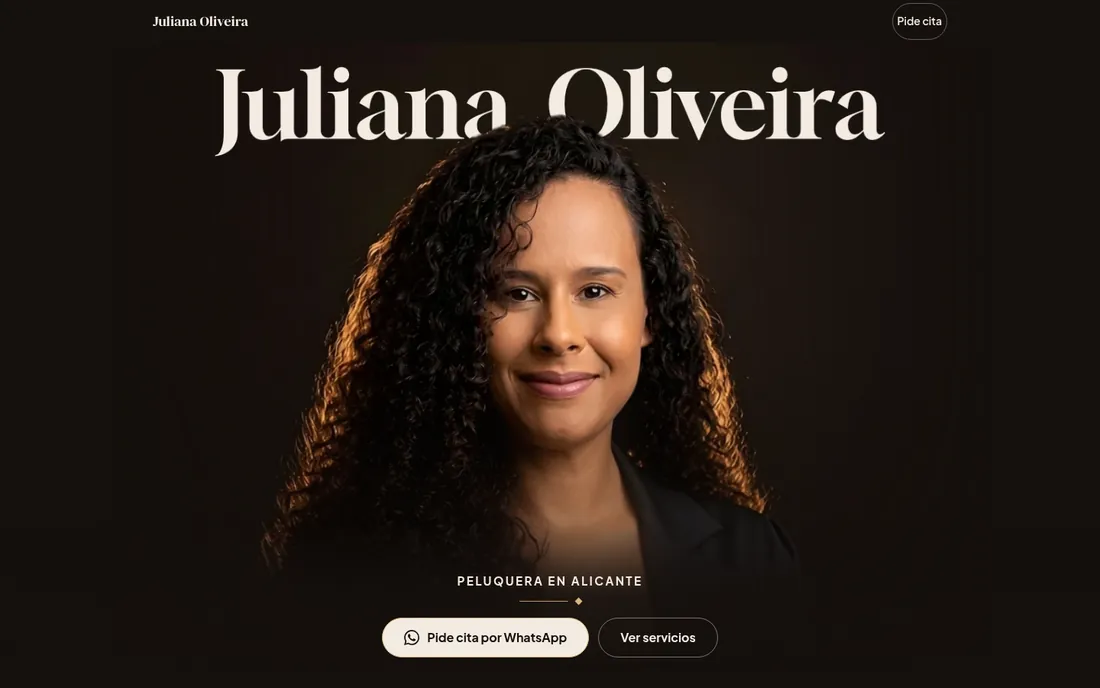 Juliana Oliveira
Pide cita
Juliana Oliveira
PELUQUERA EN ALICANTE
Pide cita por WhatsApp
Ver servicios